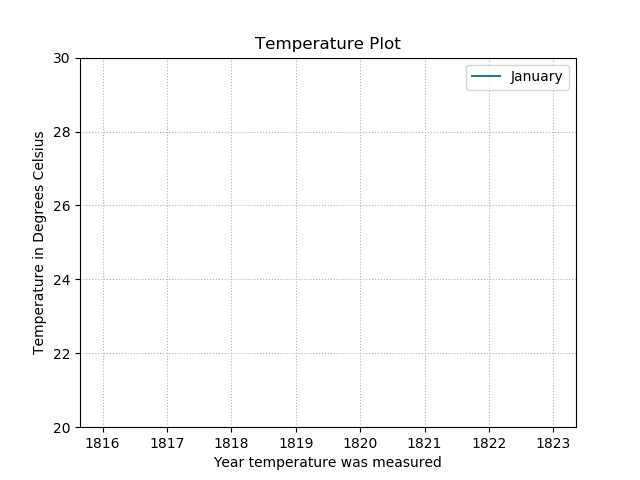 Temperature Plot
January
30
28
26
24
22
20
Temperature in Degrees Celsius
1816 1817 1818 1819 1820 1821 1822 1823
Year temperature was measured